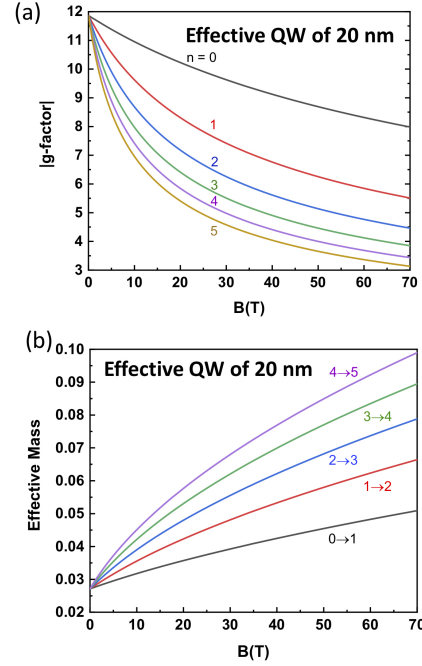 (a)
Effective QW of 20 nm
n = 0
1
2
3
4
5
12
11
10
9
8
7
6
5
4
3
|g-factor|
0 10 20 30 40 50 60 70
B(T)
(b)
Effective QW of 20 nm
4→5
3→4
2→3
1→2
0→1
0.10
0.09
0.08
0.07
0.06
0.05
0.04
0.03
0.02
Effective Mass
0 10 20 30 40 50 60 70
B(T)